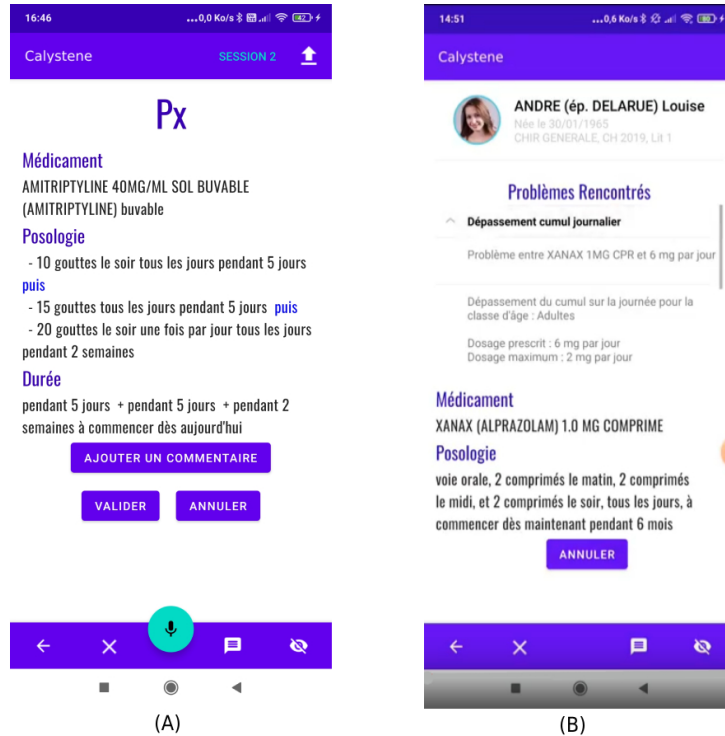 16:46
...0,0 Ko/s 42
Calystene
SESSION 2
Px
Médicament
AMITRIPTYLINE 40MG/ML SOL BUVABLE
(AMITRIPTYLINE) buvable
Posologie
- 10 gouttes le soir tous les jours pendant 5 jours
puis
- 15 gouttes tous les jours pendant 5 jours puis
- 20 gouttes le soir une fois par jour tous les jours
pendant 2 semaines
Durée
pendant 5 jours + pendant 5 jours + pendant 2
semaines à commencer dès aujourd'hui
AJOUTER UN COMMENTAIRE
VALIDER
ANNULER
(A)
14:51
...0,6 Ko/s
Calystene
ANDRE (ép. DELARUE) Louise
Née le 30/01/1965
CHIR GENERALE, CH 2019, Lit 1
Problèmes Rencontrés
Dépassement cumul journalier
Problème entre XANAX 1MG CPR et 6 mg par jour
Dépassement du cumul sur la journée pour la
classe d'âge : Adultes
Dosage prescrit : 6 mg par jour
Dosage maximum : 2 mg par jour
Médicament
XANAX (ALPRAZOLAM) 1.0 MG COMPRIME
Posologie
voie orale, 2 comprimés le matin, 2 comprimés
le midi, et 2 comprimés le soir, tous les jours, à
commencer dès maintenant pendant 6 mois
ANNULER
(B)